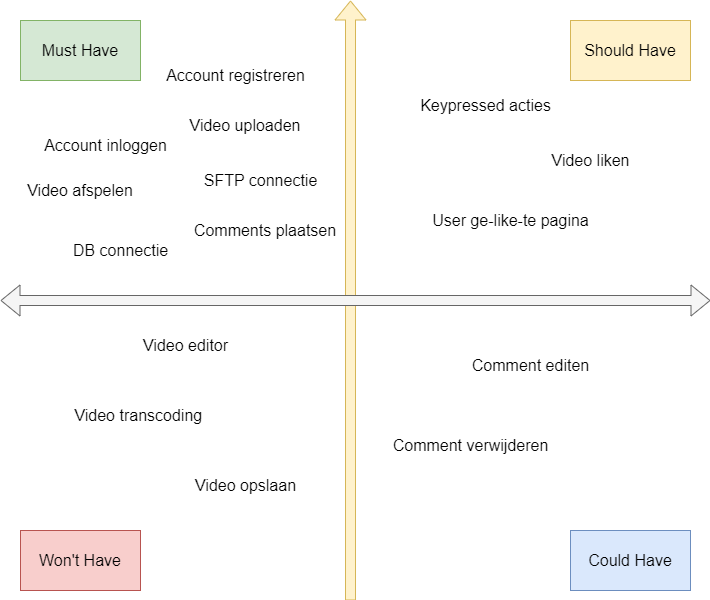 Must Have
Should Have
Account registreren
Keypressed acties
Video uploaden
Account inloggen
Video liken
SFTP connectie
Video afspelen
User ge-like-te pagina
Comments plaatsen
DB connectie
Video editor
Comment editen
Video transcoding
Comment verwijderen
Video opslaan
Won't Have
Could Have